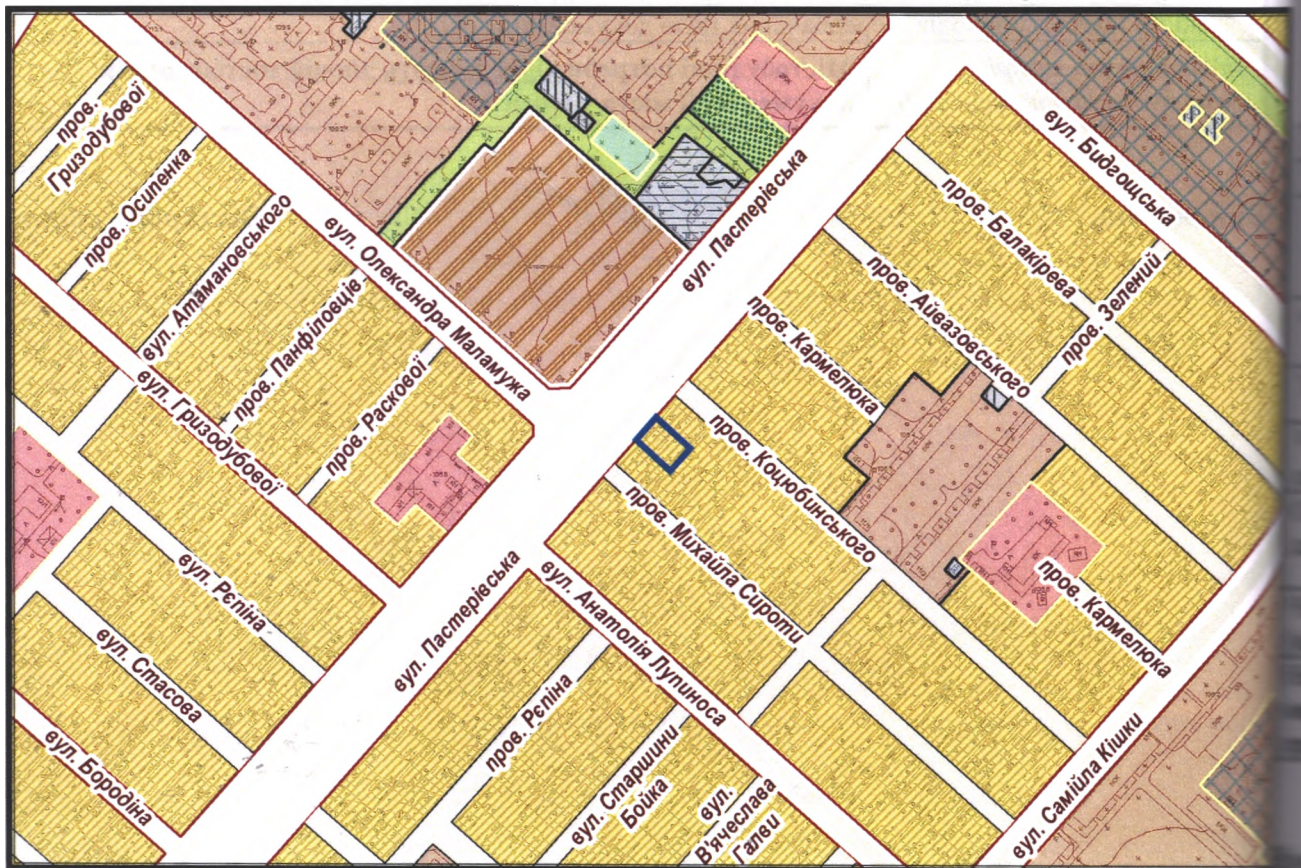 пров.
Гризодубової
пров. Осипенка
вул. Атамановського
вул. Олександра Маламужа
пров. Панфіловців
вул. Гризодубової
пров. Раскової
вул. Пастерівська
вул. Бидгощська
пров. Балакірєва
пров. Зелений
пров. Айвазовського
пров. Кармелюка
пров. Коцюбинського
пров. Михайла Сироти
пров. Кармелюка
вул. Рєпіна
вул. Стасова
вул. Бородіна
вул. Пастерівська
вул. Анатолія Лупиноса
пров. Рєпіна
вул. Старшини
Бойка
вул.
В'ячеслава
Галви
вул. Самійла Кішки